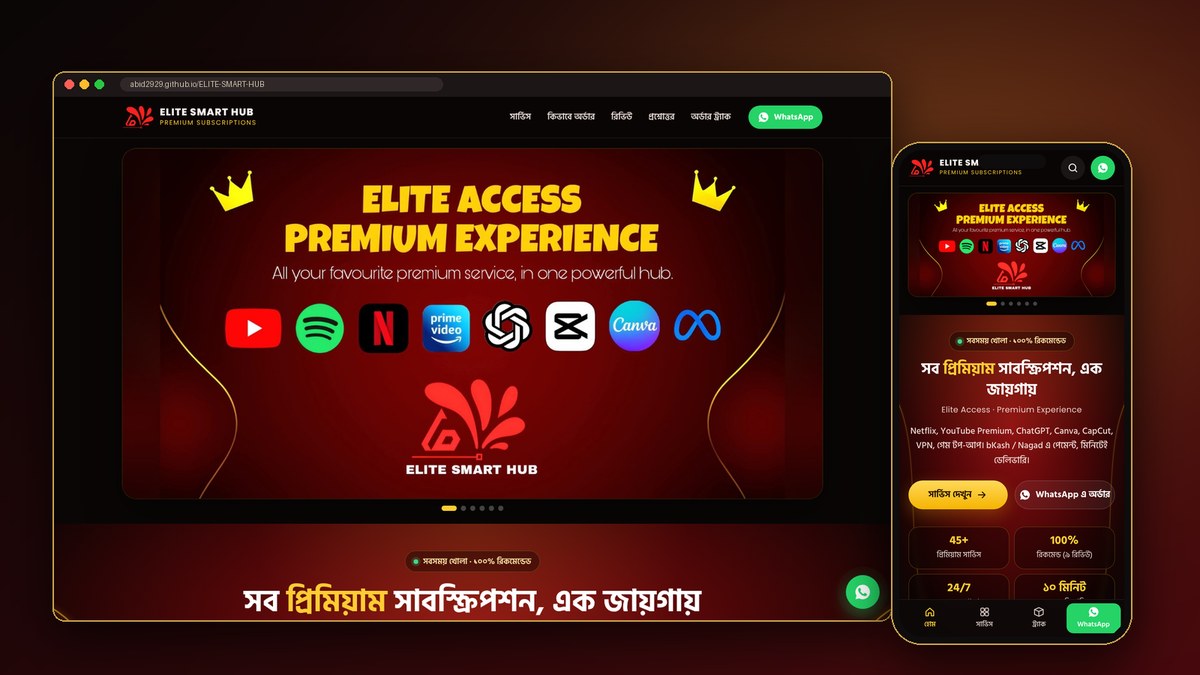 abid2929.github.io/ELITE-SMART-HUB
ELITE SMART HUB
PREMIUM SUBSCRIPTIONS
সার্ভিস কিভাবে অর্ডার রিভিউ প্রশ্নোত্তর অর্ডার ট্র্যাক WhatsApp
ELITE ACCESS
PREMIUM EXPERIENCE
All your favourite premium service, in one powerful hub.
N prime video Canva
ELITE SMART HUB
সবসময় খোলা · ১০০% রিকমেন্ডেড
সব প্রিমিয়াম সাবস্ক্রিপশন, এক জায়গায়
ELITE SM
PREMIUM SUBSCRIPTIONS
ELITE ACCESS
PREMIUM EXPERIENCE
All your favourite premium service, in one powerful hub.
N Canva
ELITE SMART HUB
সবসময় খোলা · ১০০% রিকমেন্ডেড
সব প্রিমিয়াম সাবস্ক্রিপশন, এক
জায়গায়
Elite Access · Premium Experience
Netflix, YouTube Premium, ChatGPT, Canva, CapCut,
VPN, গেম টপ-আপ। bKash / Nagad এ পেমেন্ট, মিনিটেই
ডেলিভারি।
সার্ভিস দেখুন → WhatsApp এ অর্ডার
45+ 100%
প্রিমিয়াম সার্ভিস রিকমেন্ড (৯ রিভিউ)
24/7 ১০ মিনিট
হোম সার্ভিস ট্র্যাক WhatsApp